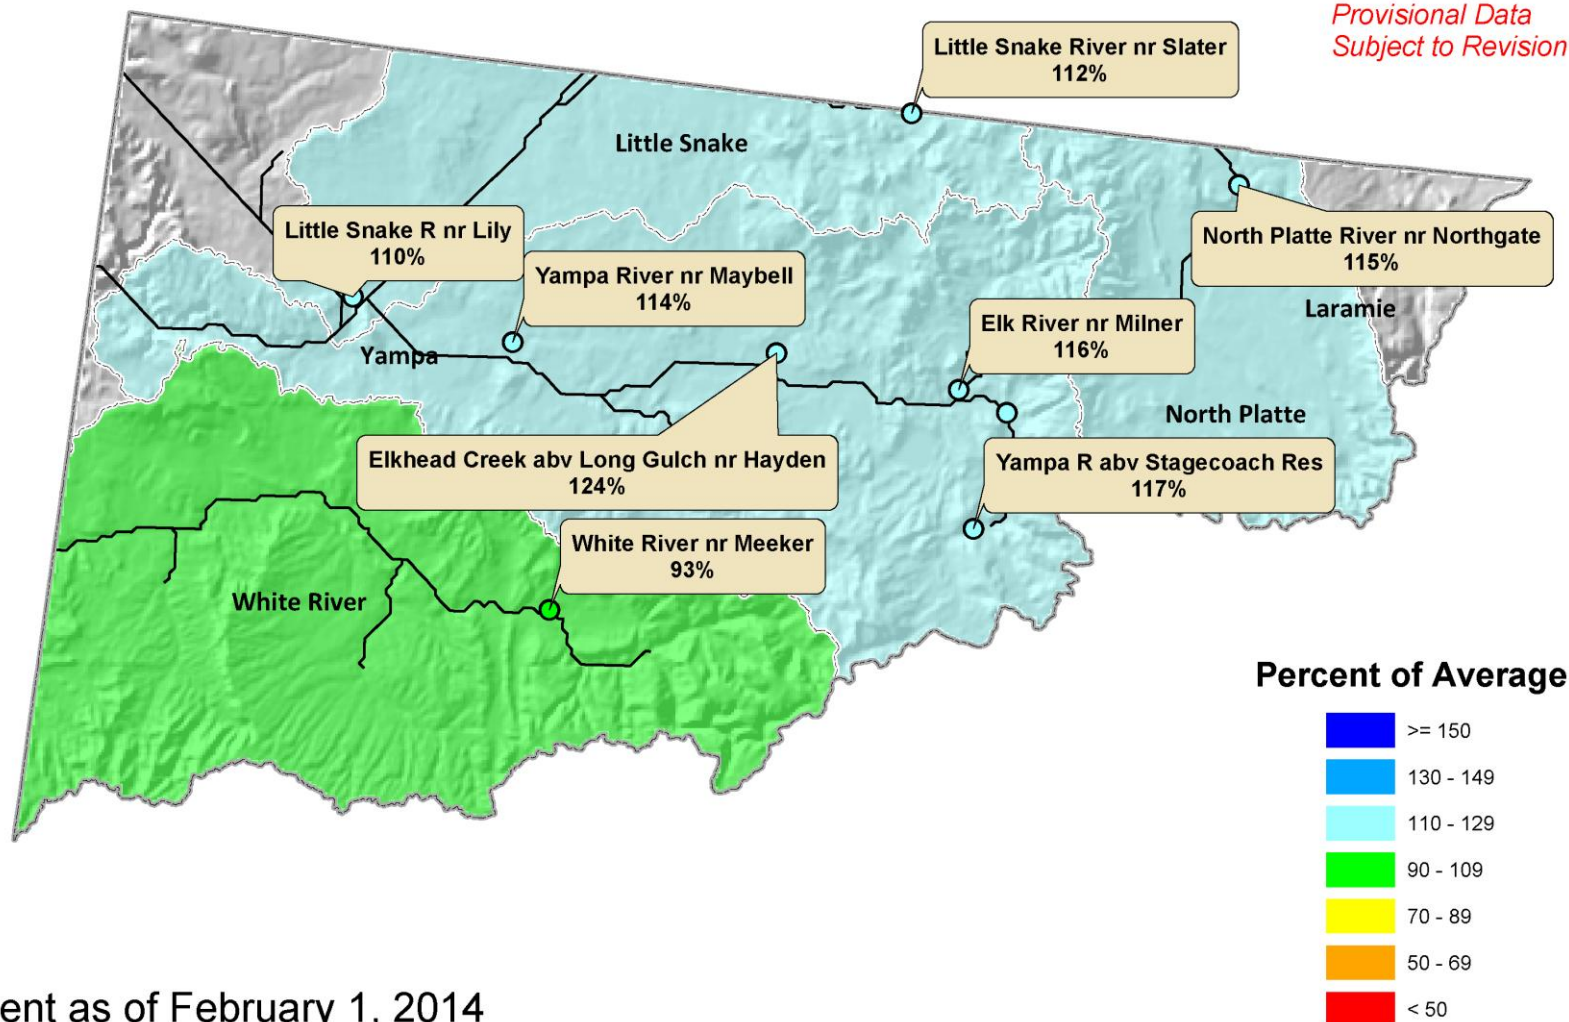 Provisional Data
Subject to Revision
Little Snake River nr Slater
112%
Little Snake
Little Snake R nr Lily
110%
North Platte River nr Northgate
115%
Yampa River nr Maybell
114%
Laramie
Elk River nr Milner
116%
Yampa
North Platte
Elkhead Creek abv Long Gulch nr Hayden
124%
Yampa R abv Stagecoach Res
117%
White River nr Meeker
93%
White River
Percent of Average
>= 150
130 - 149
110 - 129
90 - 109
70 - 89
50 - 69
< 50
ent as of February 1, 2014